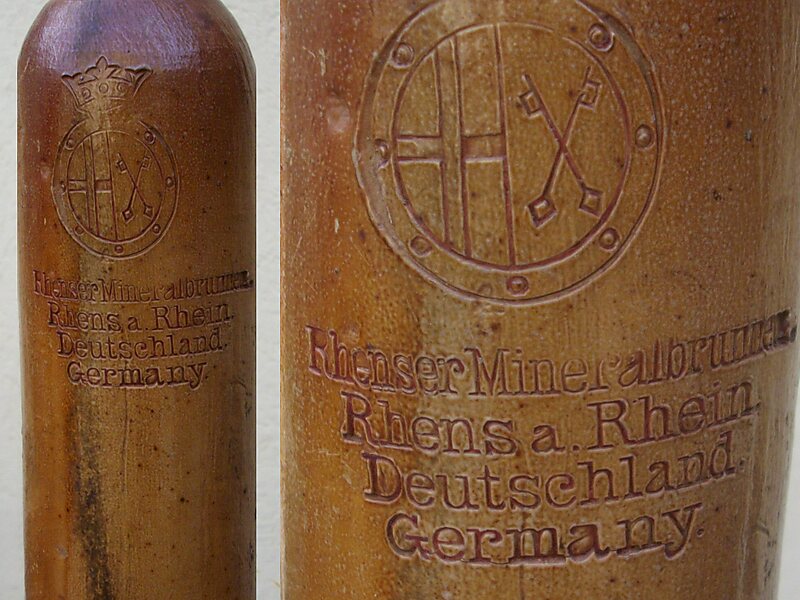 Rhenser Mineralbrunnen
Rhens a. Rhein.
Deutschland.
Germany.
Rhenser Mineralbrunnen
Rhens a. Rhein.
Deutschland.
Germany.